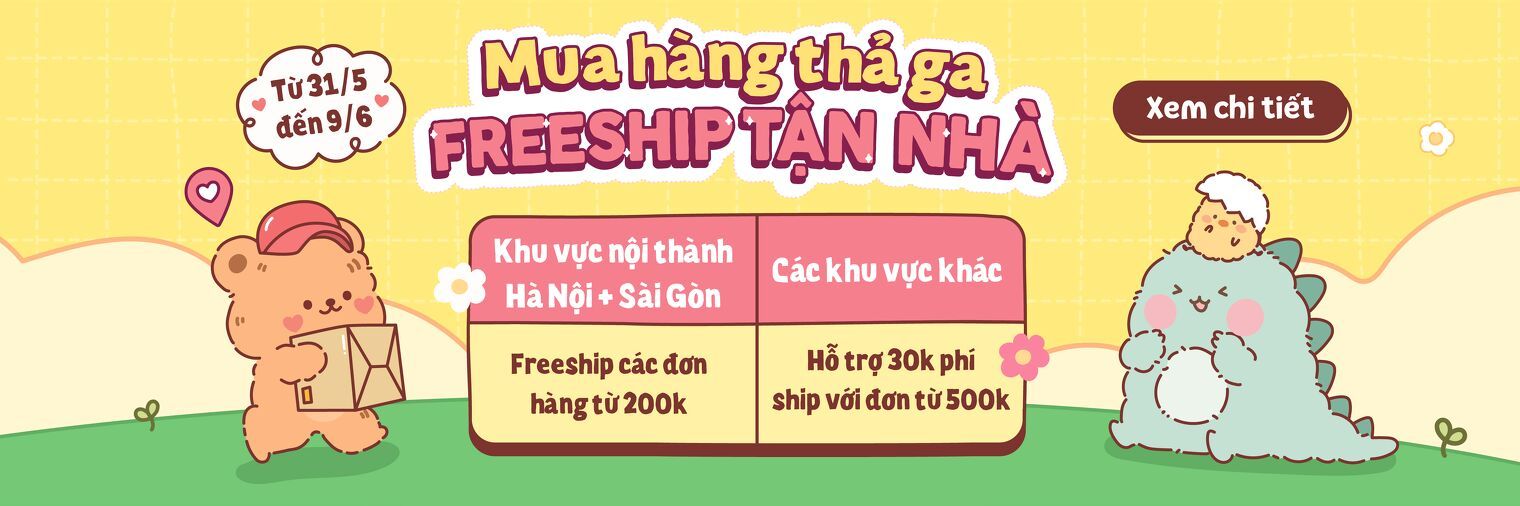 Từ 31/5
đến 9/6
Mua hàng thả ga
FREESHIP TẬN NHÀ
Xem chi tiết
Khu vực nội thành
Hà Nội + Sài Gòn
Các khu vực khác
Freeship các đơn
hàng từ 200k
Hỗ trợ 30k phí
ship với đơn từ 500k